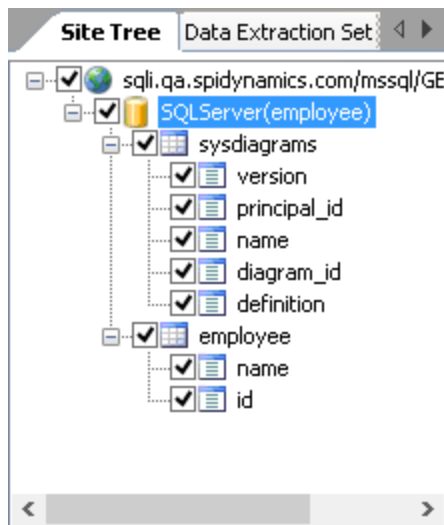 Site Tree Data Extraction Set
sqli.qa.spidynamics.com/mssql/GE
SQLServer(employee)
sysdiagrams
version
principal_id
name
diagram_id
definition
employee
name
id